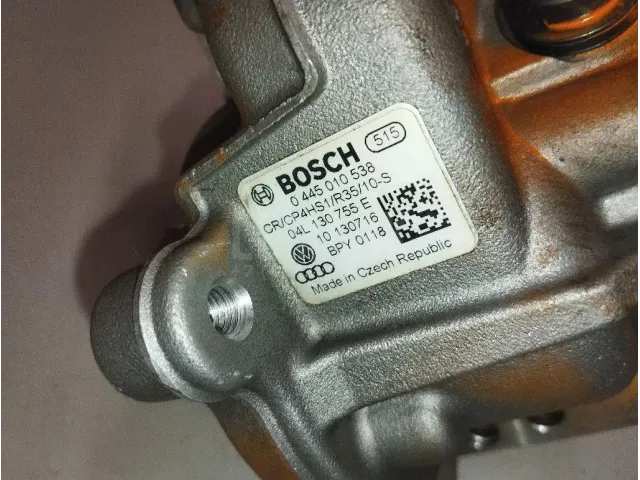 BOSCH 515
0 445 010 538
CR/CP4HS1/R35/10-S
04L 130 755 E
10 130716
BPY 0118
Made in Czech Republic